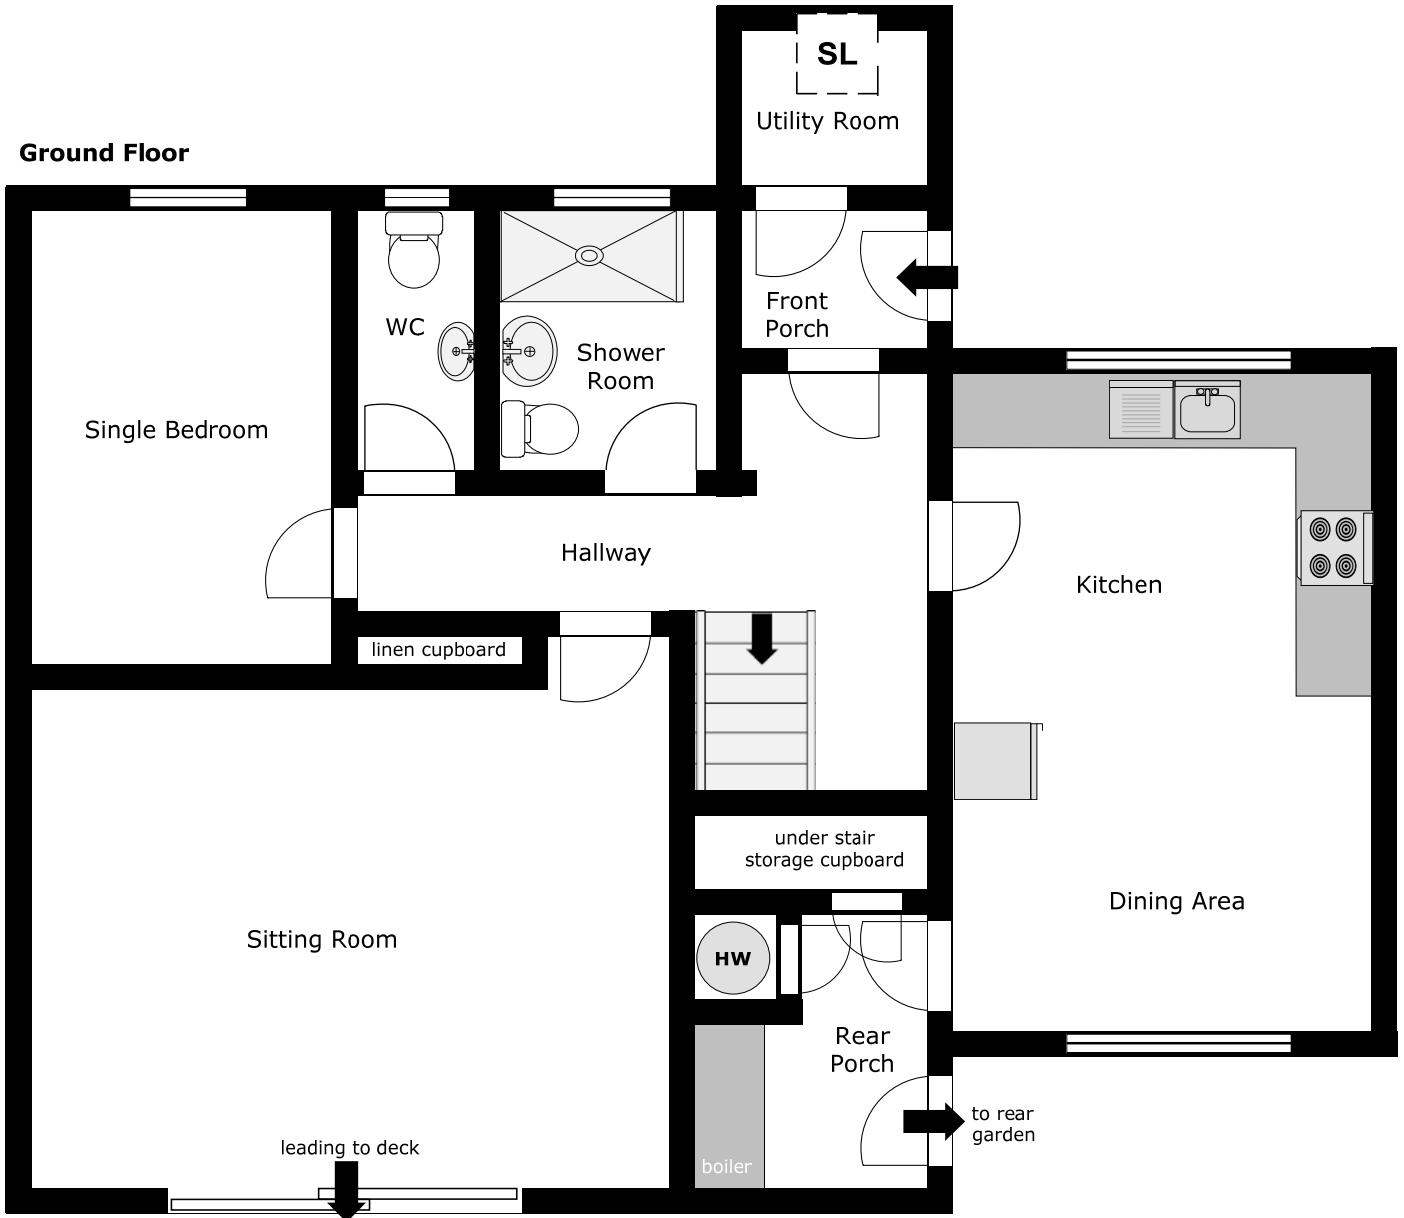 SL
Utility Room
Ground Floor
Front
Porch
WC
Shower
Room
Single Bedroom
Hallway
Kitchen
linen cupboard
under stair
storage cupboard
Dining Area
Sitting Room
HW
Rear
Porch
to rear
garden
leading to deck
boiler